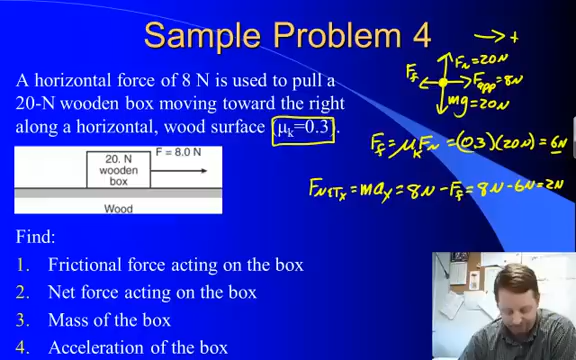 Sample Problem 4
A horizontal force of 8 N is used to pull a
20-N wooden box moving toward the right
along a horizontal, wood surface (μk=0.3).
20. N
wooden
box
F = 8.0 N
Wood
Find:
1. Frictional force acting on the box
2. Net force acting on the box
3. Mass of the box
4. Acceleration of the box
+
FN=20N
Ff
Fapp=8N
mg=20N
Ff=μkFN=(0.3)(20N)=6N
FNETx=max=8N-Ff=8N-6N=2N